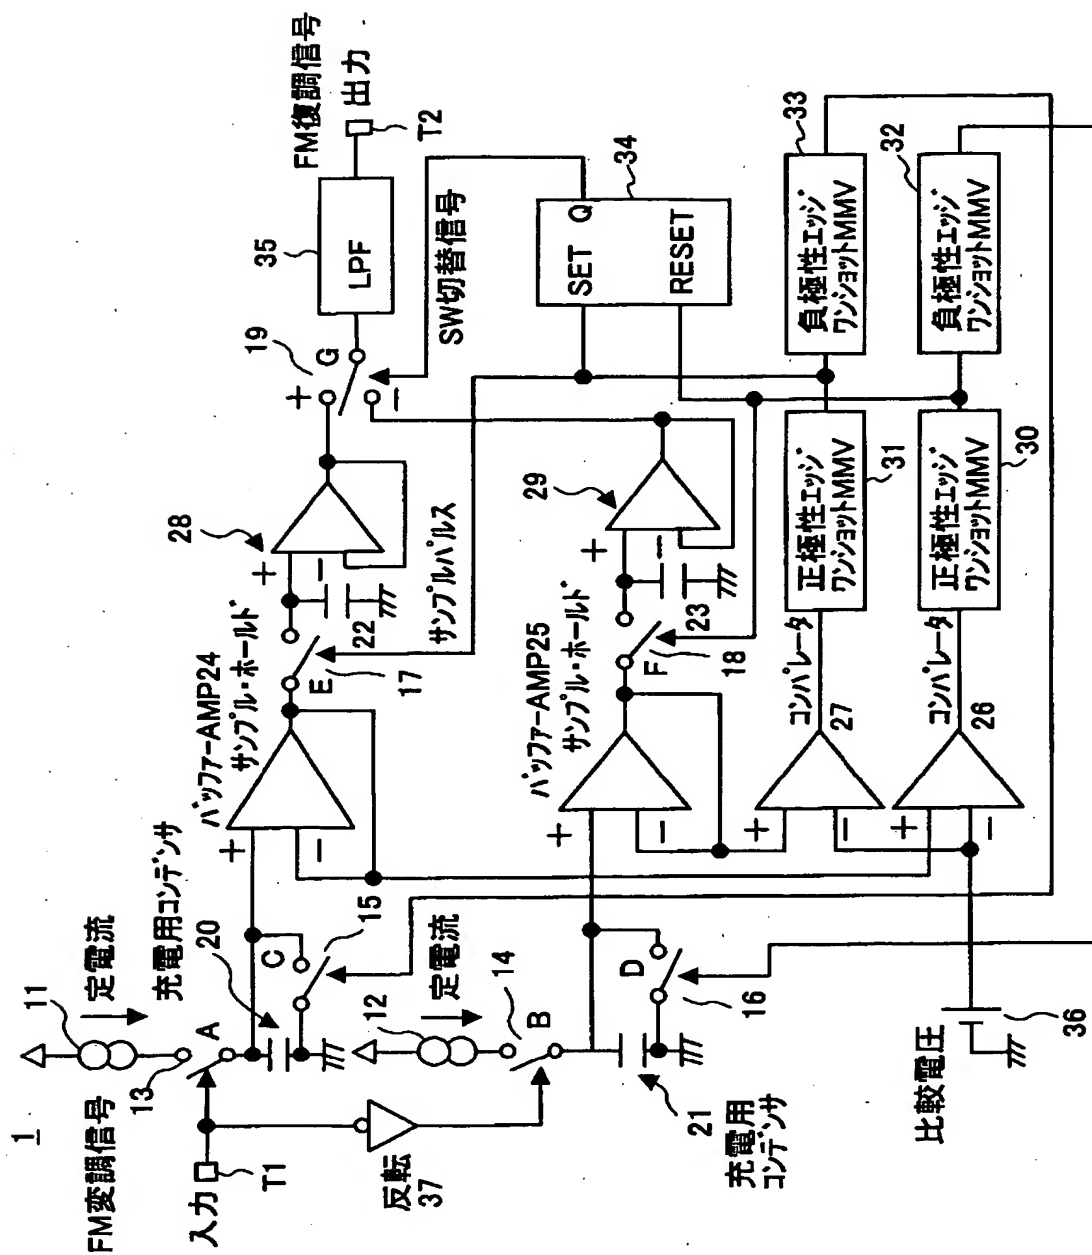 1
FM変調信号
入力
T1
11
定電流
13
A
充電用コンデンサ
20
C
15
バッファーAMP24
サンプル・ホールド
+
−
E
17
22
サンプルパルス
28
+
−
19
+
−
G
SW切替信号
35
LPF
FM復調信号
出力
T2
反転
37
12
定電流
14
B
D
16
21
充電用
コンデンサ
バッファーAMP25
サンプル・ホールド
+
−
F
18
23
29
+
−
SET
Q
RESET
34
+
−
コンパレータ
27
正極性エッジ
ワンショットMMV
31
負極性エッジ
ワンショットMMV
33
+
−
コンパレータ
26
正極性エッジ
ワンショットMMV
30
負極性エッジ
ワンショットMMV
32
比較電圧
36